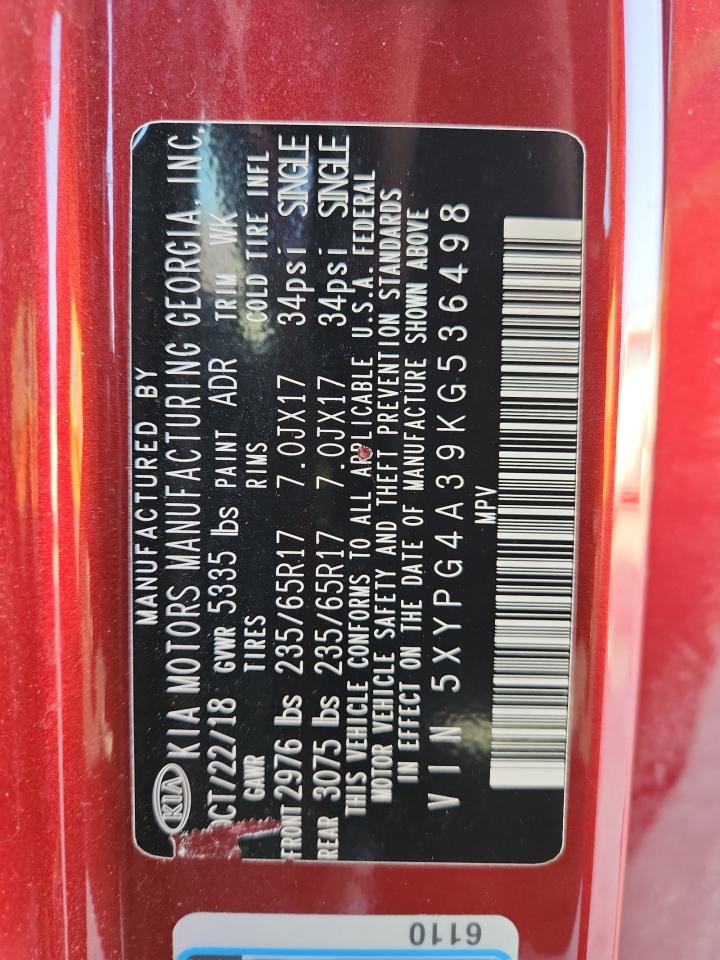 MANUFACTURED BY
KIA KIA MOTORS MANUFACTURING GEORGIA, INC.
OCT/22/18 GVWR 5335 lbs PAINT ADR TRIM WK
GAWR TIRES RIMS COLD TIRE INFL
FRONT 2976 lbs 235/65R17 7.0JX17 34psi SINGLE
REAR 3075 lbs 235/65R17 7.0JX17 34psi SINGLE
THIS VEHICLE CONFORMS TO ALL APPLICABLE U.S.A. FEDERAL
MOTOR VEHICLE SAFETY AND THEFT PREVENTION STANDARDS
IN EFFECT ON THE DATE OF MANUFACTURE SHOWN ABOVE
VIN 5XYPG4A39KG536498
MPV
6110